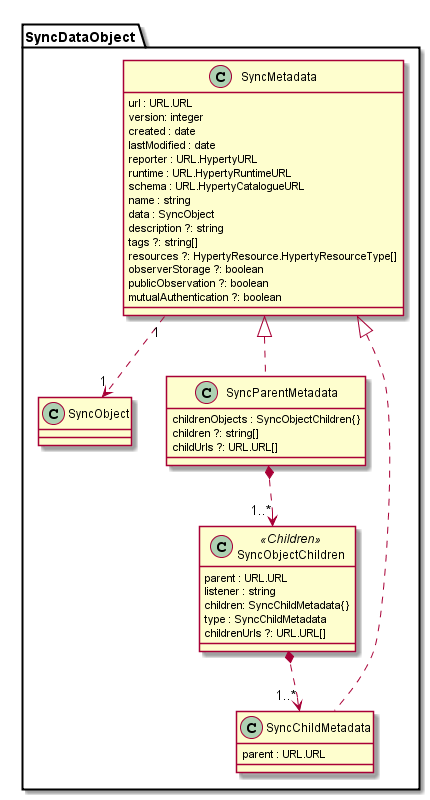 SyncDataObject
C SyncMetadata
url : URL.URL
version: integer
created : date
lastModified : date
reporter : URL.HypertyURL
runtime : URL.HypertyRuntimeURL
schema : URL.HypertyCatalogueURL
name : string
data : SyncObject
description ?: string
tags ?: string[]
resources ?: HypertyResource.HypertyResourceType[]
observerStorage ?: boolean
publicObservation ?: boolean
mutualAuthentication ?: boolean
1
1
C SyncObject
C SyncParentMetadata
childrenObjects : SyncObjectChildren{}
children ?: string[]
childUrls ?: URL.URL[]
1..*
C «Children»
SyncObjectChildren
parent : URL.URL
listener : string
children: SyncChildMetadata{}
type : SyncChildMetadata
childrenUrls ?: URL.URL[]
1..*
C SyncChildMetadata
parent : URL.URL